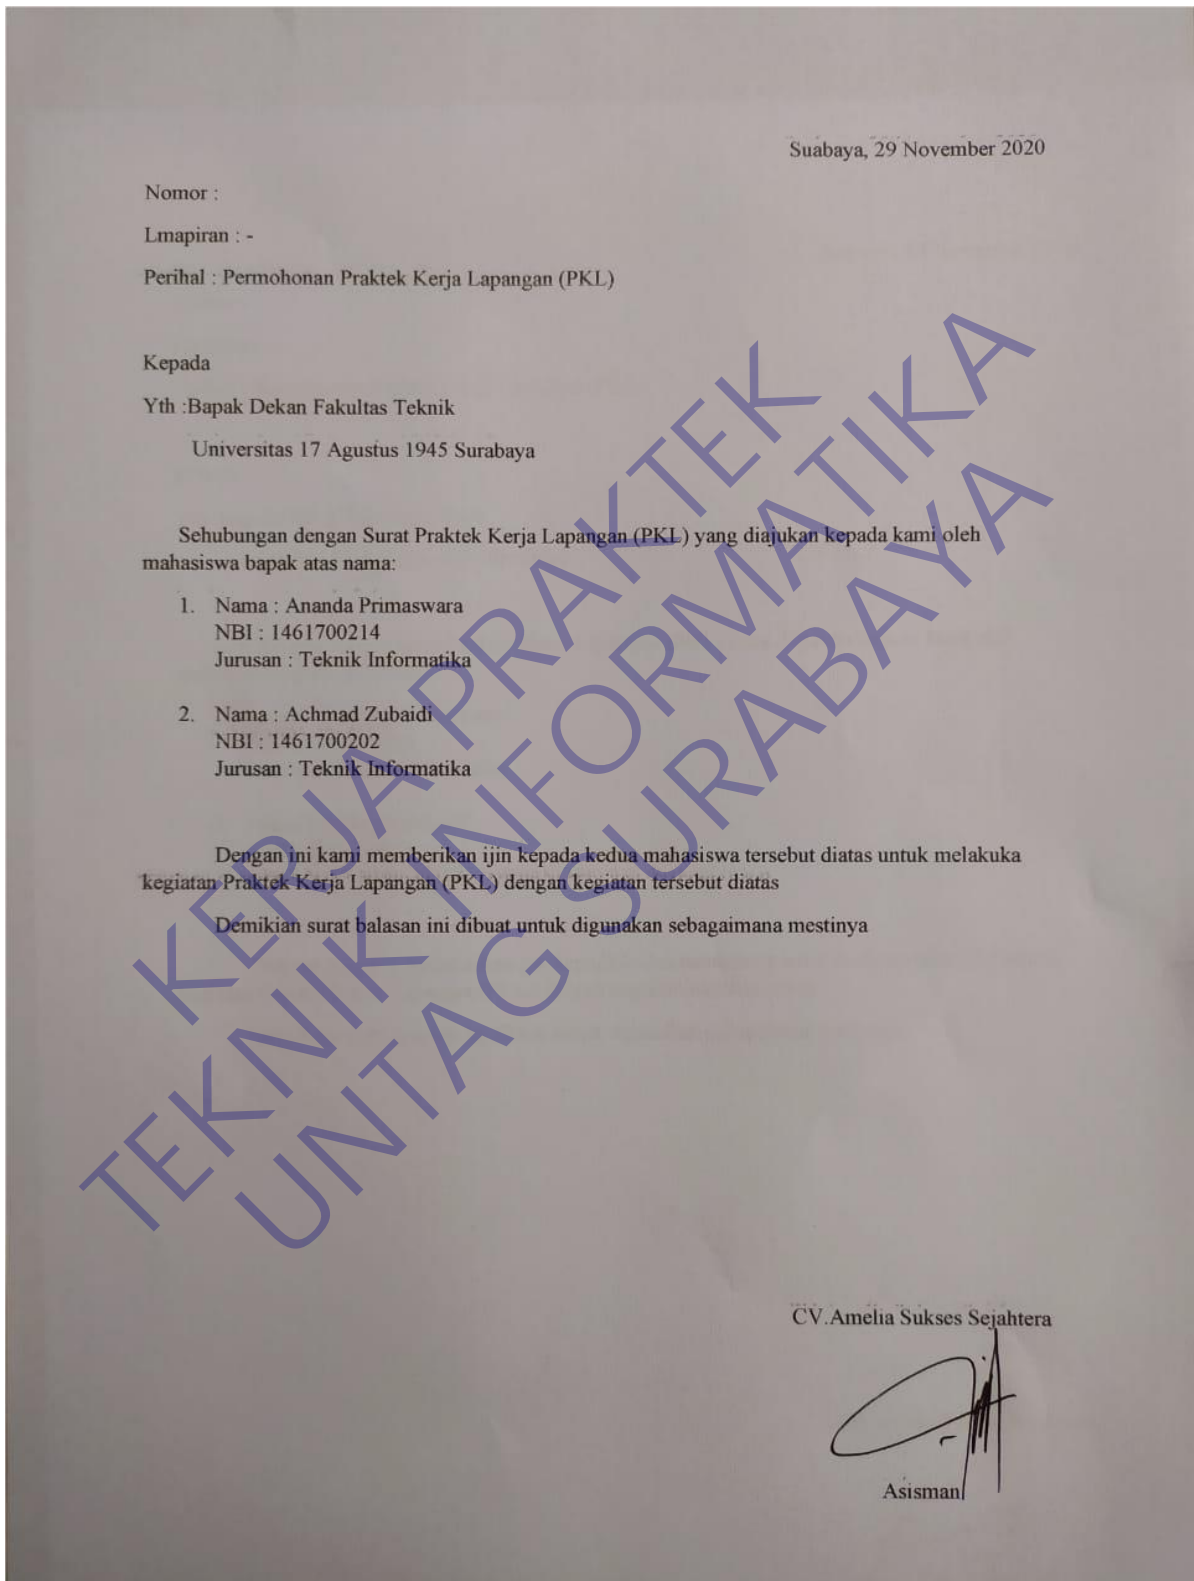 Suabaya, 29 November 2020
Nomor :
Lmapiran : -
Perihal : Permohonan Praktek Kerja Lapangan (PKL)
Kepada
Yth :Bapak Dekan Fakultas Teknik
Universitas 17 Agustus 1945 Surabaya
Sehubungan dengan Surat Praktek Kerja Lapangan (PKL) yang diajukan kepada kami oleh
mahasiswa bapak atas nama:
1. Nama : Ananda Primaswara
NBI : 1461700214
Jurusan : Teknik Informatika
2. Nama : Achmad Zubaidi
NBI : 1461700202
Jurusan : Teknik Informatika
Dengan ini kami memberikan ijin kepada kedua mahasiswa tersebut diatas untuk melakuka
kegiatan Praktek Kerja Lapangan (PKL) dengan kegiatan tersebut diatas
Demikian surat balasan ini dibuat untuk digunakan sebagaimana mestinya
CV.Amelia Sukses Sejahtera
Asisman
KERJA PRAKTEK
TEKNIK INFORMATIKA
UNTAG SURABAYA